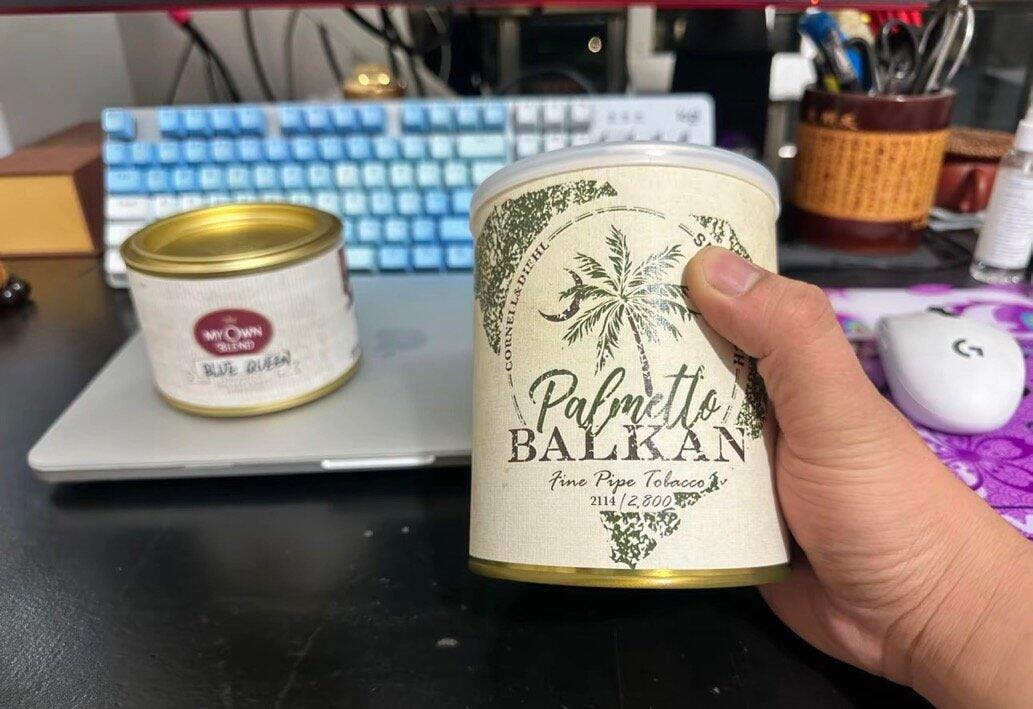 MY OWN
BLEND
BLUE QUEEN
CORNELL & DIEHL
Palmetto
BALKAN
Fine Pipe Tobacco
2114/2,800